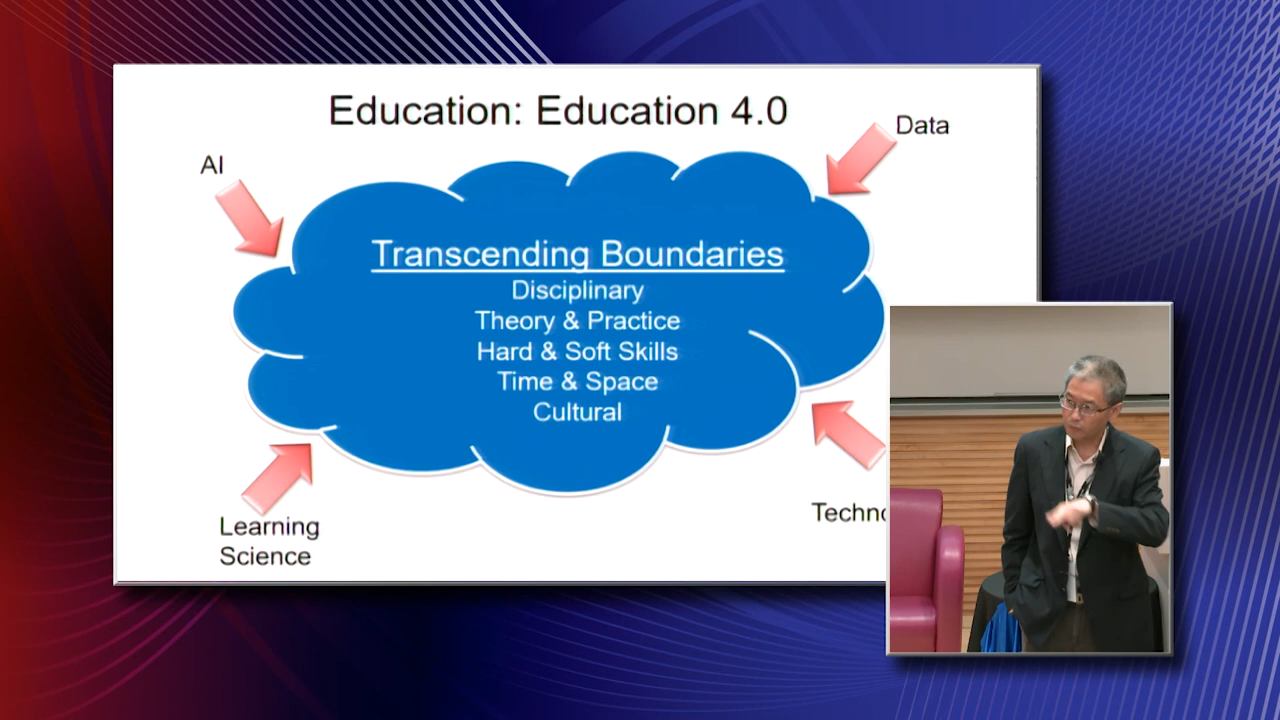 Education: Education 4.0
Data
AI
Transcending Boundaries
Disciplinary
Theory & Practice
Hard & Soft Skills
Time & Space
Cultural
Learning
Science